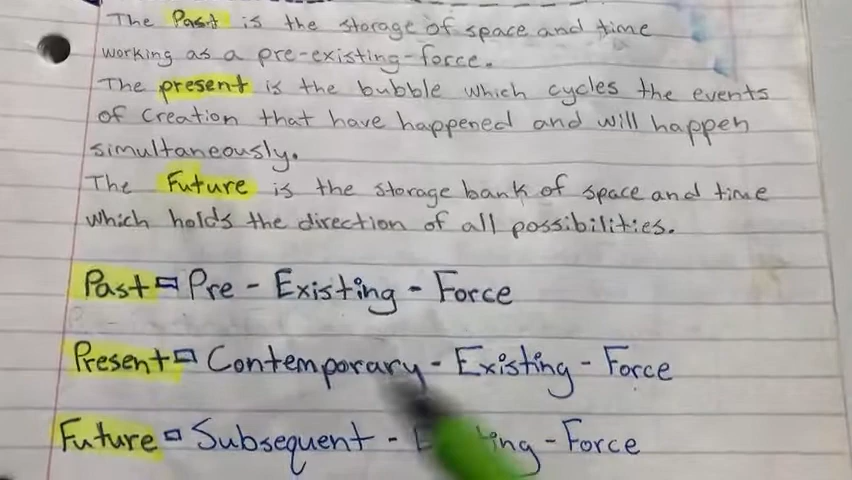 The Past is the storage of space and time
working as a pre-existing-force.
The present is the bubble which cycles the events
of Creation that have happened and will happen
simultaneously.
The Future is the storage bank of space and time
which holds the direction of all possibilities.
Past = Pre - Existing - Force
Present = Contemporary - Existing - Force
Future = Subsequent - - Force